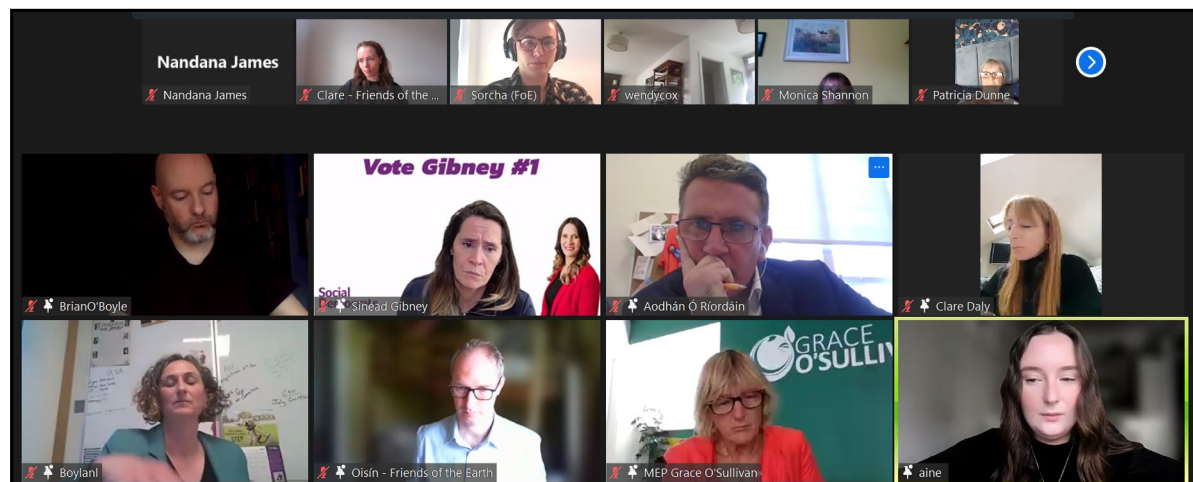 Nandana James
Nandana James
Clare - Friends of the ...
Sorcha (FoE)
wendycox
Monica Shannon
Patricia Dunne
Vote Gibney #1
Social
BrianO'Boyle
Sinéad Gibney
Aodhán Ó Ríordáin
Clare Daly
GRACE
O'SULLIV
Boylanl
Oisín - Friends of the Earth
MEP Grace O'Sullivan
aine